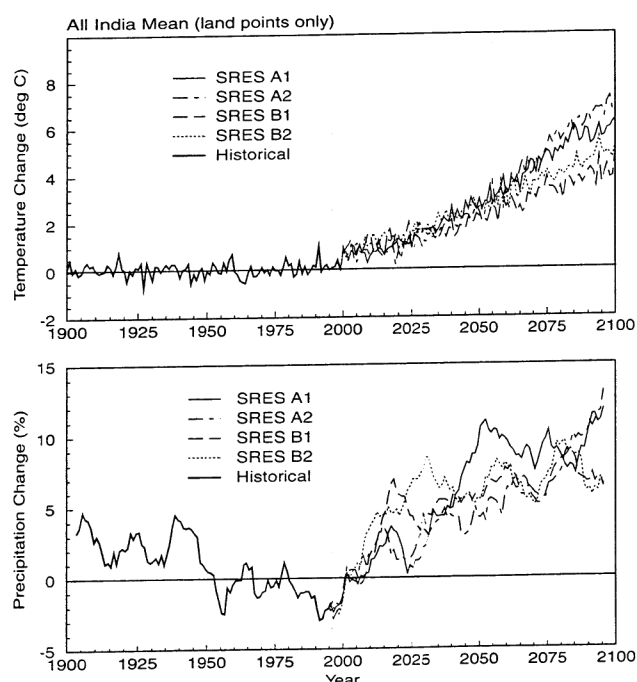 All India Mean (land points only)
Temperature Change (deg C)
8
6
4
2
0
-2
SRES A1
SRES A2
SRES B1
SRES B2
Historical
1900 1925 1950 1975 2000 2025 2050 2075 2100
Precipitation Change (%)
15
10
5
0
-5
SRES A1
SRES A2
SRES B1
SRES B2
Historical
1900 1925 1950 1975 2000 2025 2050 2075 2100
Year